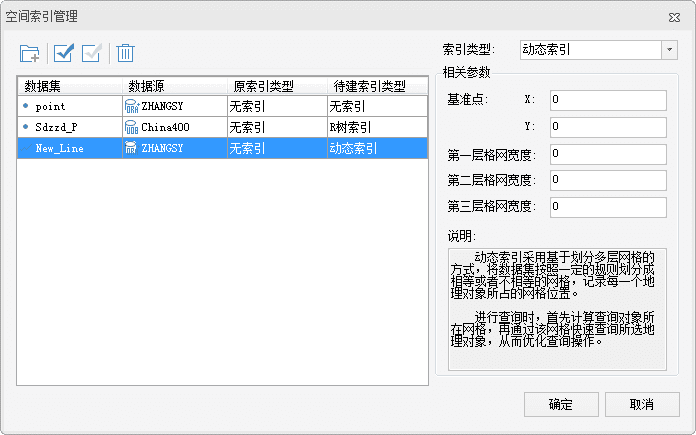 空间索引管理
索引类型: 动态索引
数据集 数据源 原索引类型 待建索引类型
point ZHANGSY 无索引 无索引
Sdzzd_P China400 无索引 R树索引
New_Line ZHANGSY 无索引 动态索引
相关参数
基准点: X: 0
Y: 0
第一层格网宽度: 0
第二层格网宽度: 0
第三层格网宽度: 0
说明:
动态索引采用基于划分多层网格的
方式，将数据集按照一定的规则划分成
相等或者不相等的网格，记录每一个地
理对象所占的网格位置。
进行查询时，首先计算查询对象所
在网格，再通过该网格快速查询所选地
理对象，从而优化查询操作。
确定 取消